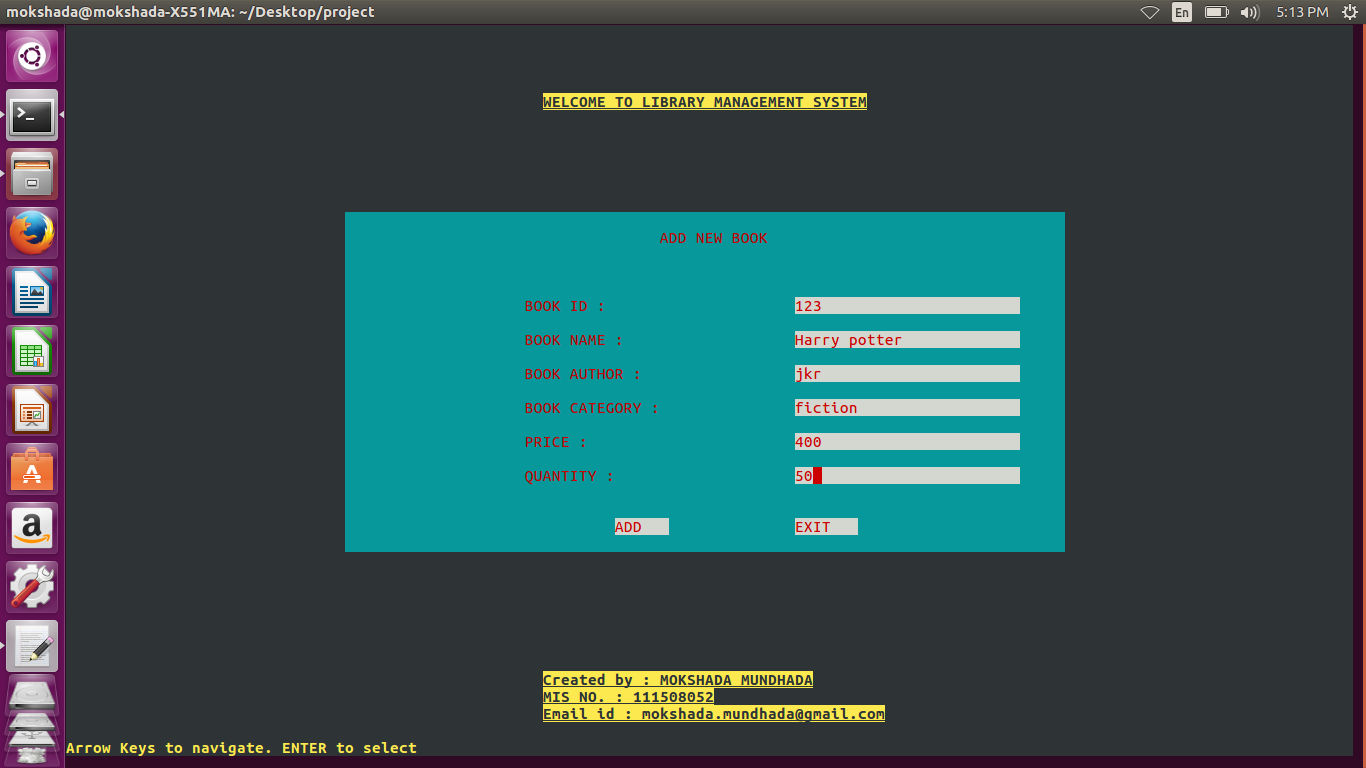 mokshada@mokshada-X551MA: ~/Desktop/project
En
5:13 PM
WELCOME TO LIBRARY MANAGEMENT SYSTEM
ADD NEW BOOK
BOOK ID : 123
BOOK NAME : Harry potter
BOOK AUTHOR : jkr
BOOK CATEGORY : fiction
PRICE : 400
QUANTITY : 50
ADD EXIT
Created by : MOKSHADA MUNDHADA
MIS NO. : 111508052
Email id : mokshada.mundhada@gmail.com
Arrow Keys to navigate. ENTER to select